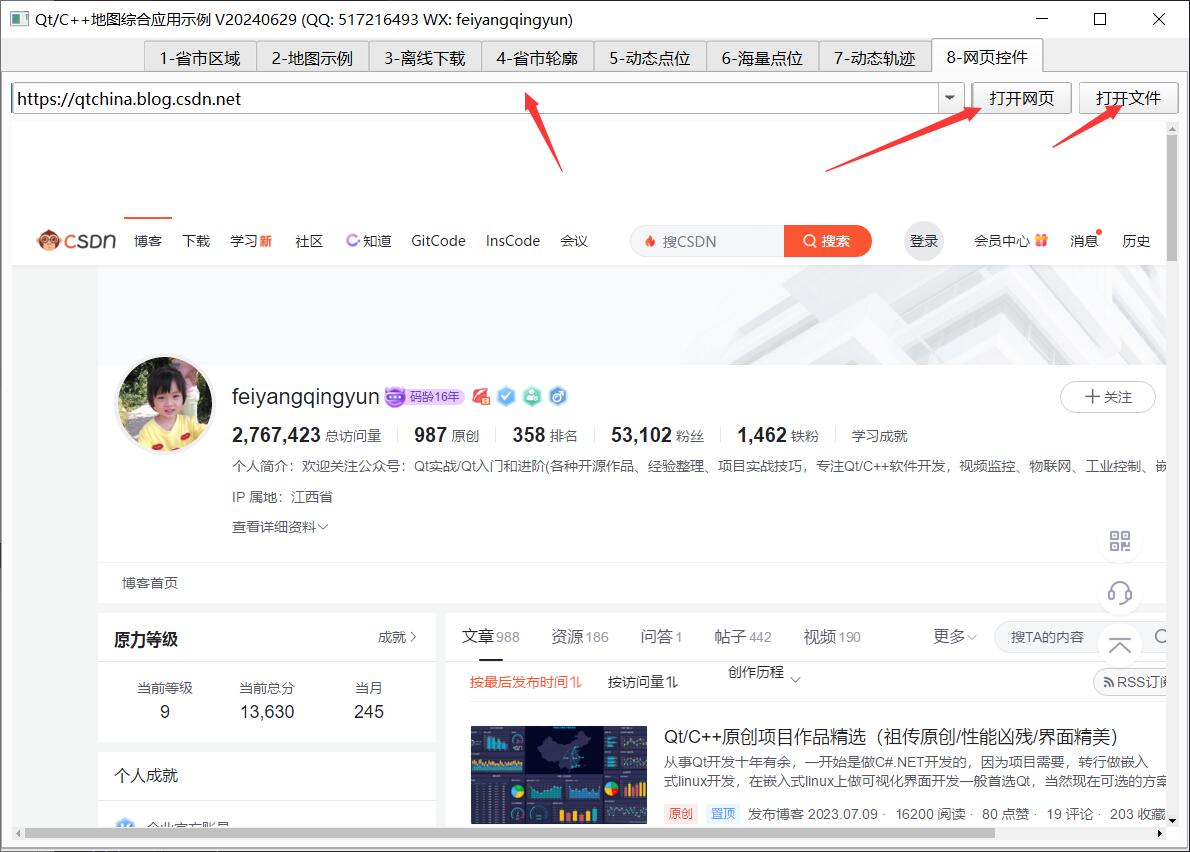 Qt/C++地图综合应用示例 V20240629 (QQ: 517216493 WX: feiyangqingyun)
1-省市区域 2-地图示例 3-离线下载 4-省市轮廓 5-动态点位 6-海量点位 7-动态轨迹 8-网页控件
https://qtchina.blog.csdn.net 打开网页 打开文件
CSDN 博客 下载 学习新 社区 C知道 GitCode InsCode 会议 搜CSDN 搜索 登录 会员中心 消息 历史
feiyangqingyun 码龄16年 关注
2,767,423 总访问量 987 原创 358 排名 53,102 粉丝 1,462 铁粉 学习成就
个人简介：欢迎关注公众号：Qt实战/Qt入门和进阶(各种开源作品、经验整理、项目实战技巧，专注Qt/C++软件开发，视频监控、物联网、工业控制、嵌
IP 属地：江西省
查看详细资料
博客首页
原力等级 成就
当前等级 当前总分 当月
9 13,630 245
个人成就
企业官方账号
文章988 资源186 问答1 帖子442 视频190 更多 搜TA的内容
按最后发布时间 按访问量 创作历程 RSS订阅
Qt/C++原创项目作品精选（祖传原创/性能凶残/界面精美）
从事Qt开发十年有余，一开始是做C#.NET开发的，因为项目需要，转行做嵌入
式linux开发，在嵌入式linux上做可视化界面开发一般首选Qt，当然现在可选的方案
原创 置顶 发布博客 2023.07.09 · 16200 阅读 · 80 点赞 · 19 评论 · 203 收藏